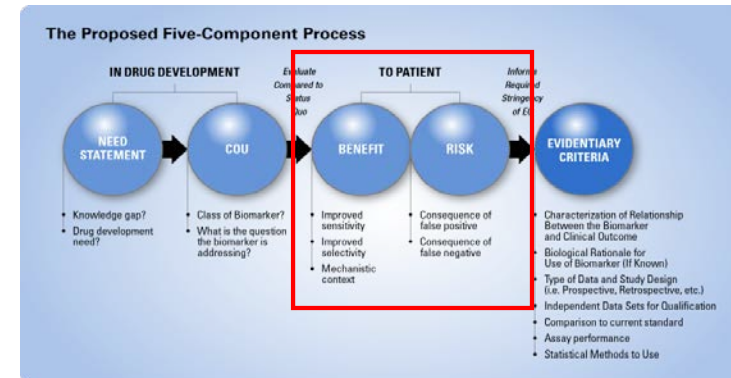 The Proposed Five-Component Process
IN DRUG DEVELOPMENT
Evaluate
Compared to
Status
Quo
TO PATIENT
Informs
Required
Stringency
of EC
NEED
STATEMENT
COU
BENEFIT
RISK
EVIDENTIARY
CRITERIA
• Knowledge gap?
• Drug development
need?
• Class of Biomarker?
• What is the question
the biomarker is
addressing?
• Improved
sensitivity
• Improved
selectivity
• Mechanistic
context
• Consequence of
false positive
• Consequence of
false negative
• Characterization of Relationship
Between the Biomarker
and Clinical Outcome
• Biological Rationale for
Use of Biomarker (If Known)
• Type of Data and Study Design
(i.e. Prospective, Retrospective, etc.)
• Independent Data Sets for Qualification
• Comparison to current standard
• Assay performance
• Statistical Methods to Use